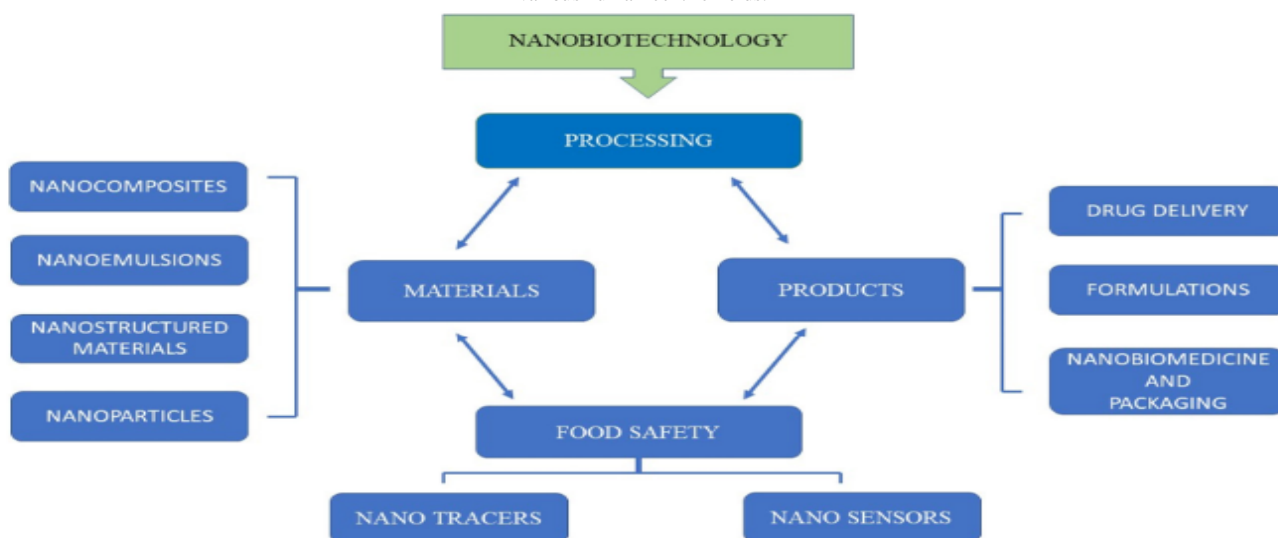 NANOBIOTECHNOLOGY
PROCESSING
NANOCOMPOSITES
NANOEMULSIONS
NANOSTRUCTURED
MATERIALS
NANOPARTICLES
MATERIALS
PRODUCTS
DRUG DELIVERY
FORMULATIONS
NANOBIOMEDICINE
AND
PACKAGING
FOOD SAFETY
NANO TRACERS
NANO SENSORS